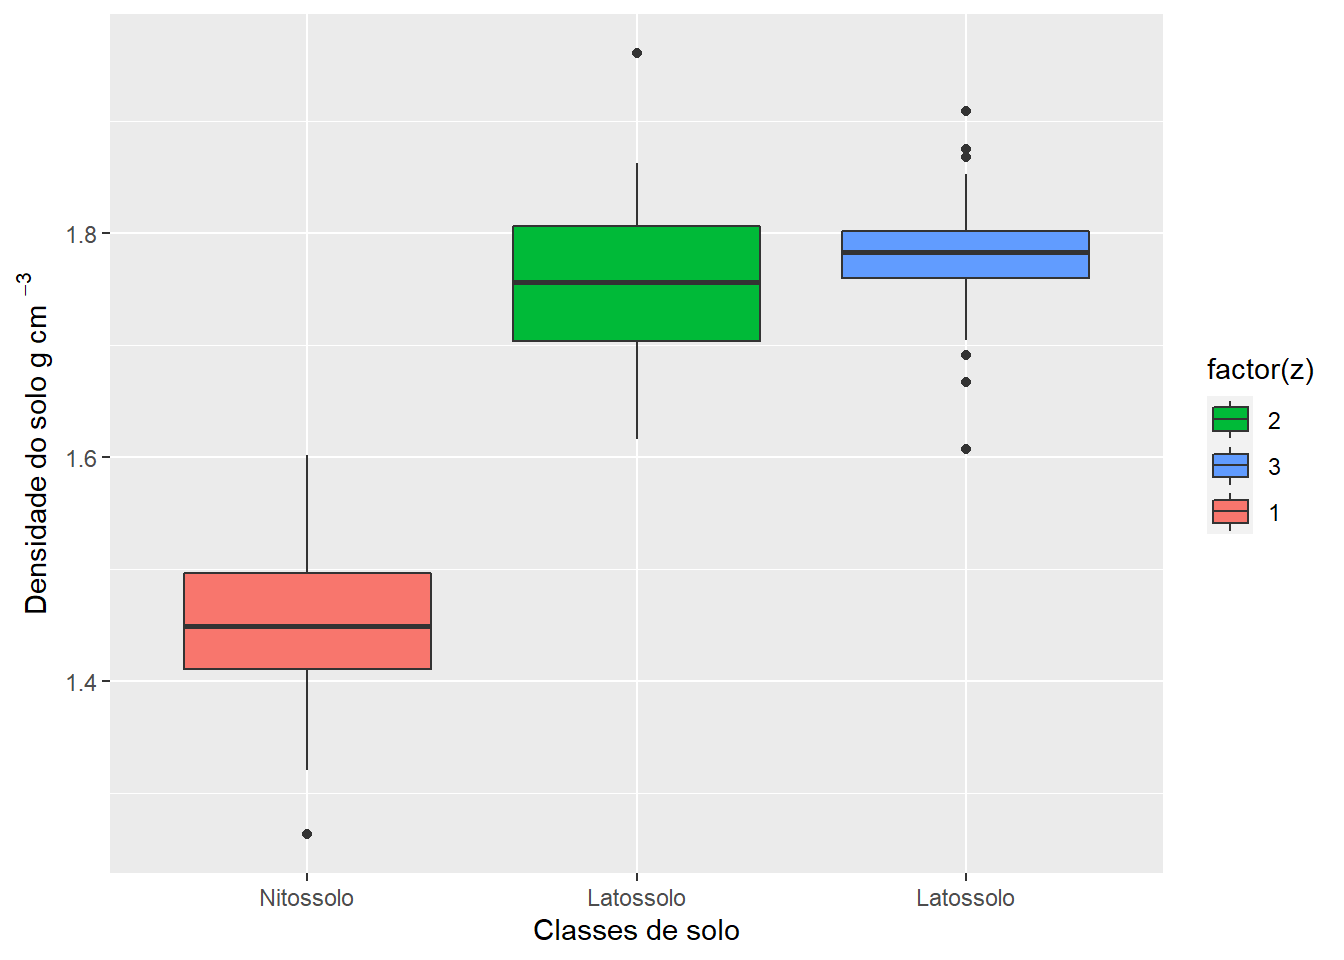 Densidade do solo g cm ⁻³
1.8
1.6
1.4
Nitossolo Latossolo Latossolo
Classes de solo
factor(z)
2
3
1